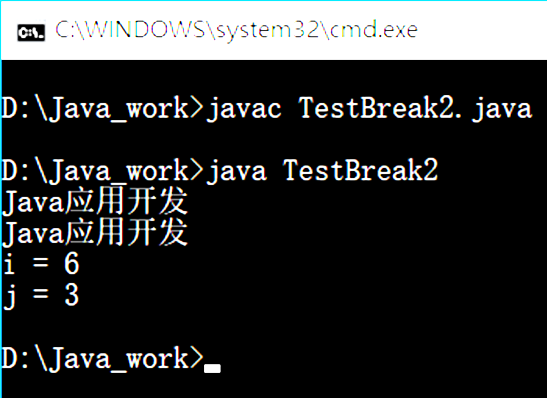 C:\WINDOWS\system32\cmd.exe
D:\Java_work>javac TestBreak2.java
D:\Java_work>java TestBreak2
Java应用开发
Java应用开发
i = 6
j = 3
D:\Java_work>